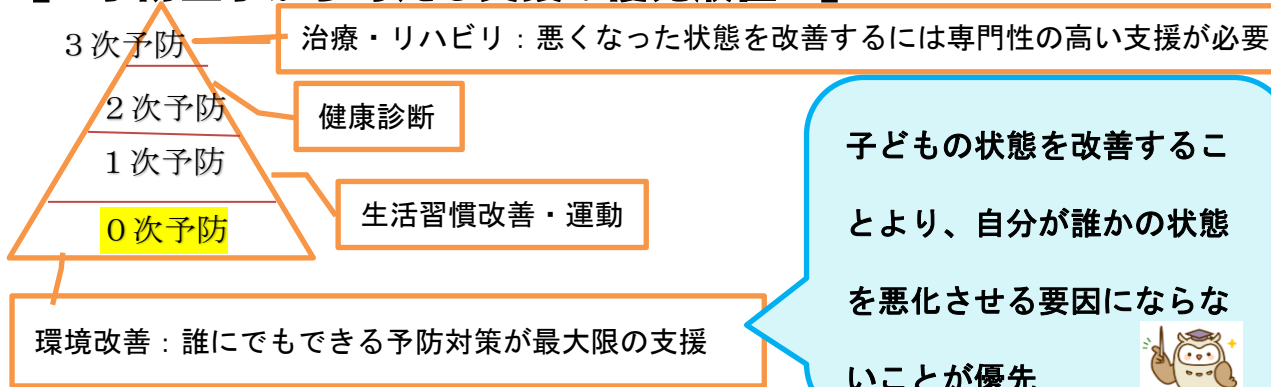 3次予防
治療・リハビリ：悪くなった状態を改善するには専門性の高い支援が必要
2次予防
健康診断
1次予防
生活習慣改善・運動
0次予防
環境改善：誰にでもできる予防対策が最大限の支援
子どもの状態を改善するこ
とより、自分が誰かの状態
を悪化させる要因にならな
いことが優先